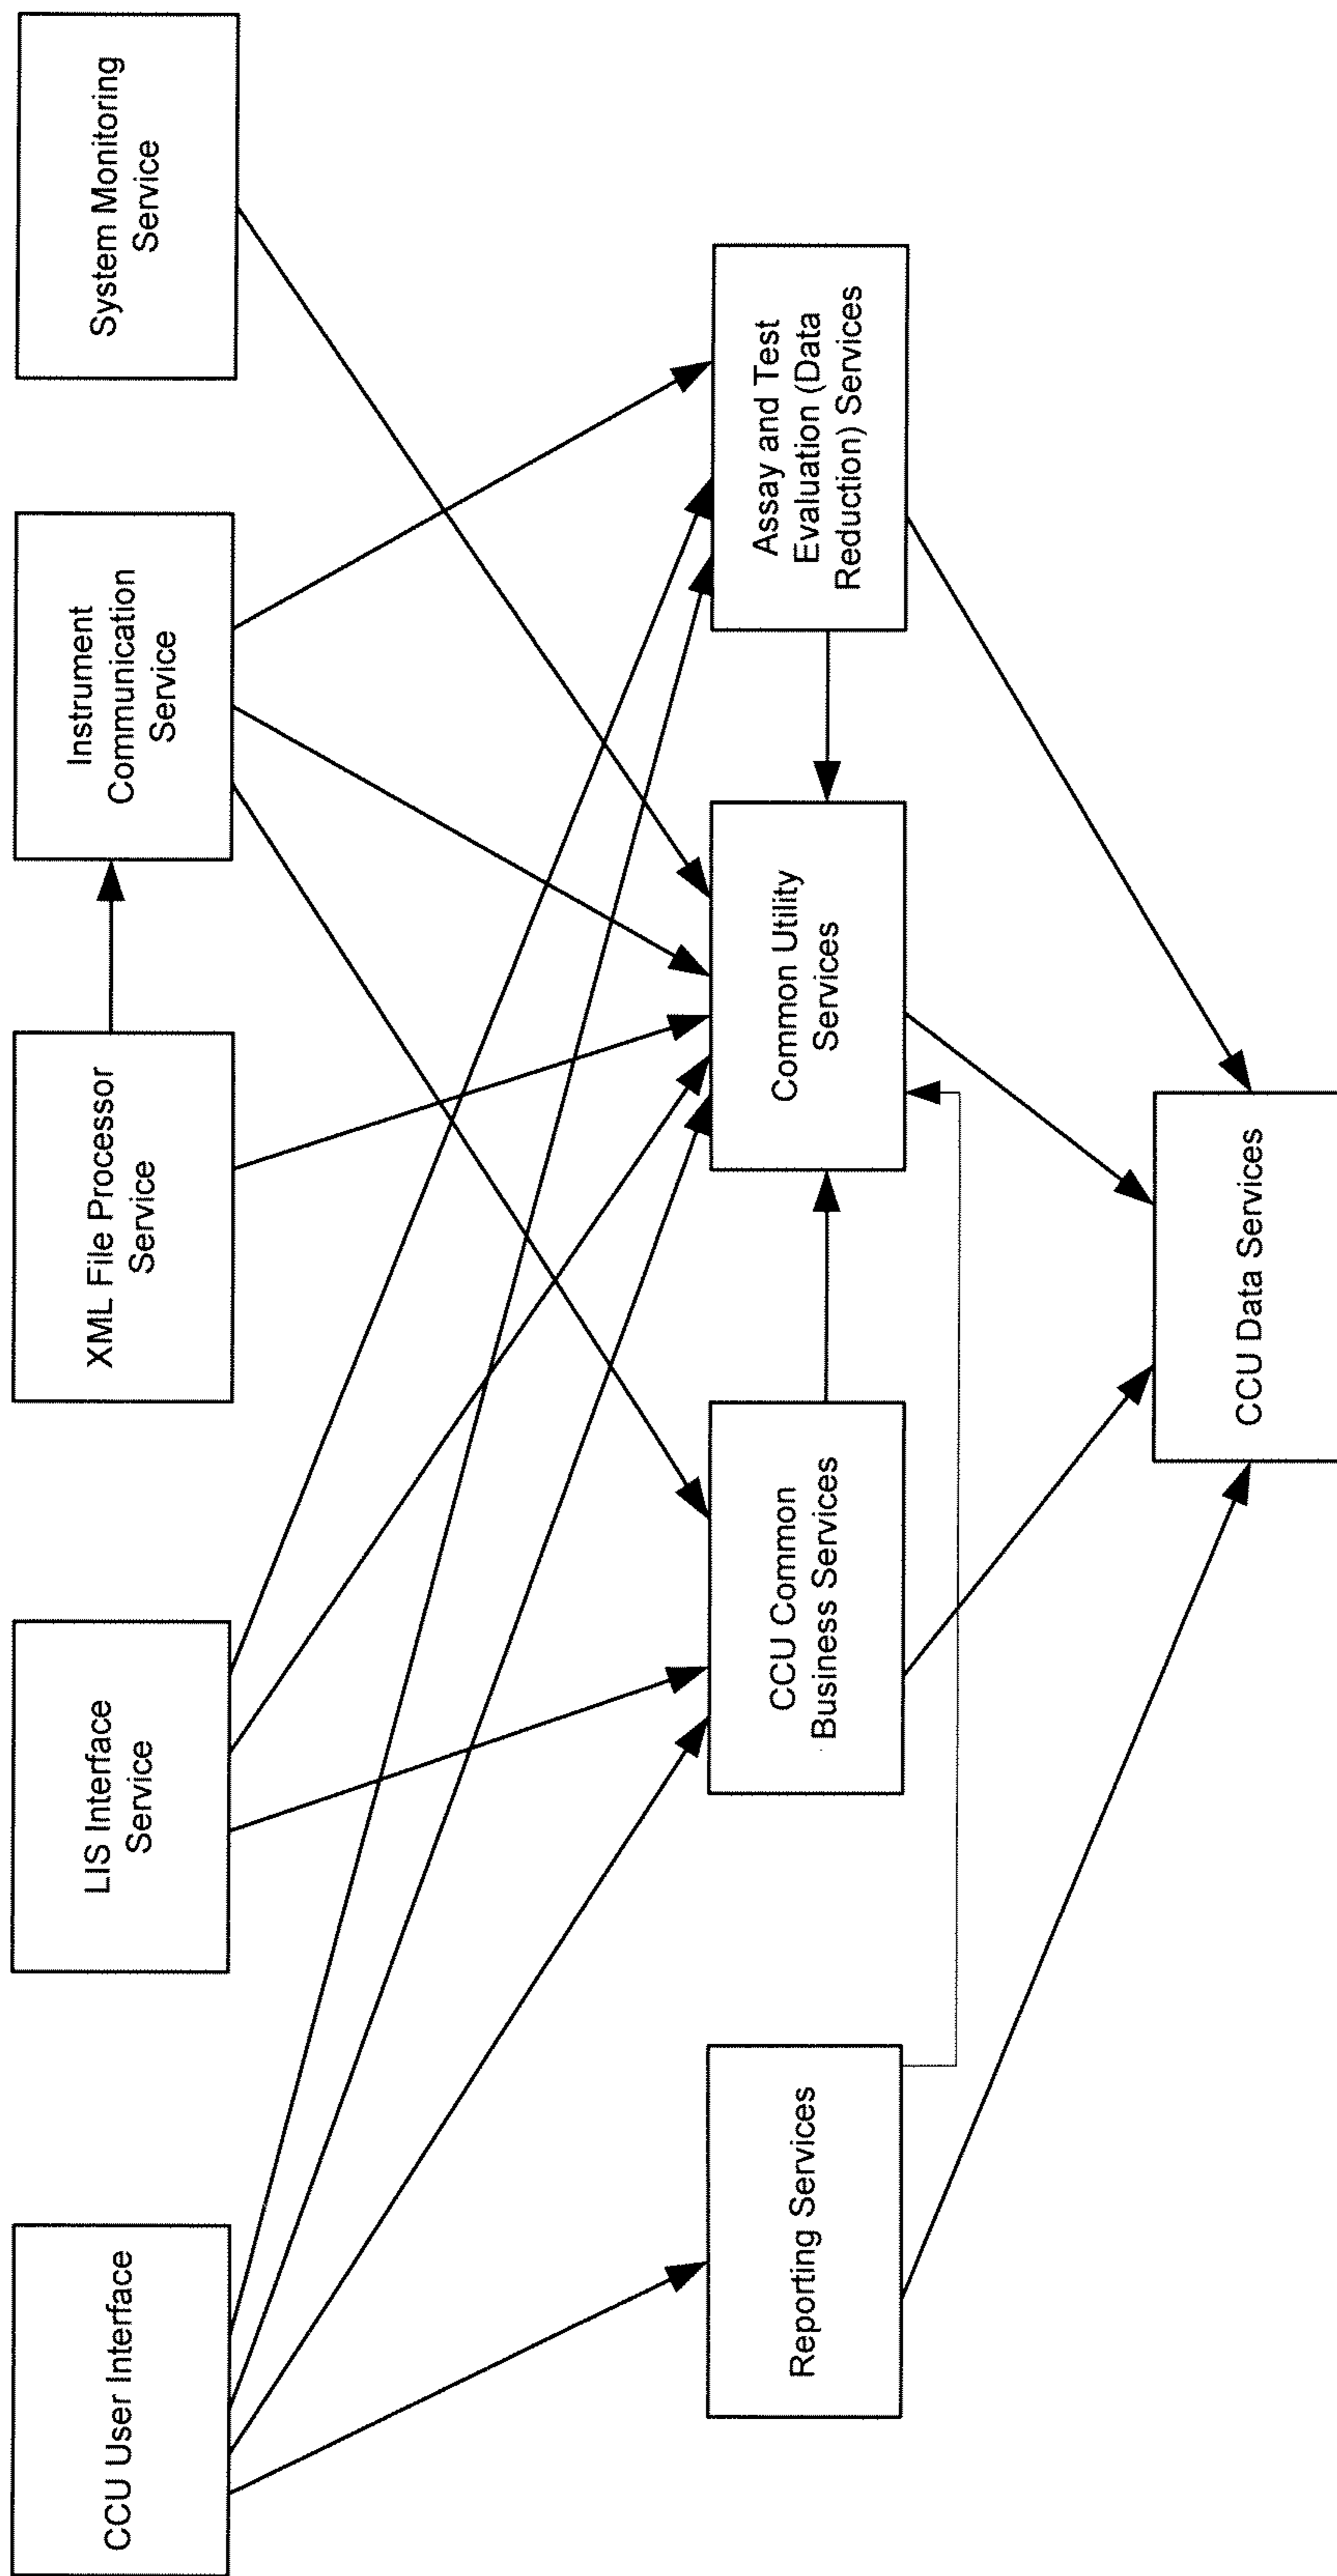 CCU User Interface
LIS Interface
Service
XML File Processor
Service
Instrument
Communication
Service
System Monitoring
Service
Reporting Services
CCU Common
Business Services
Common Utility
Services
Assay and Test
Evaluation (Data
Reduction) Services
CCU Data Services